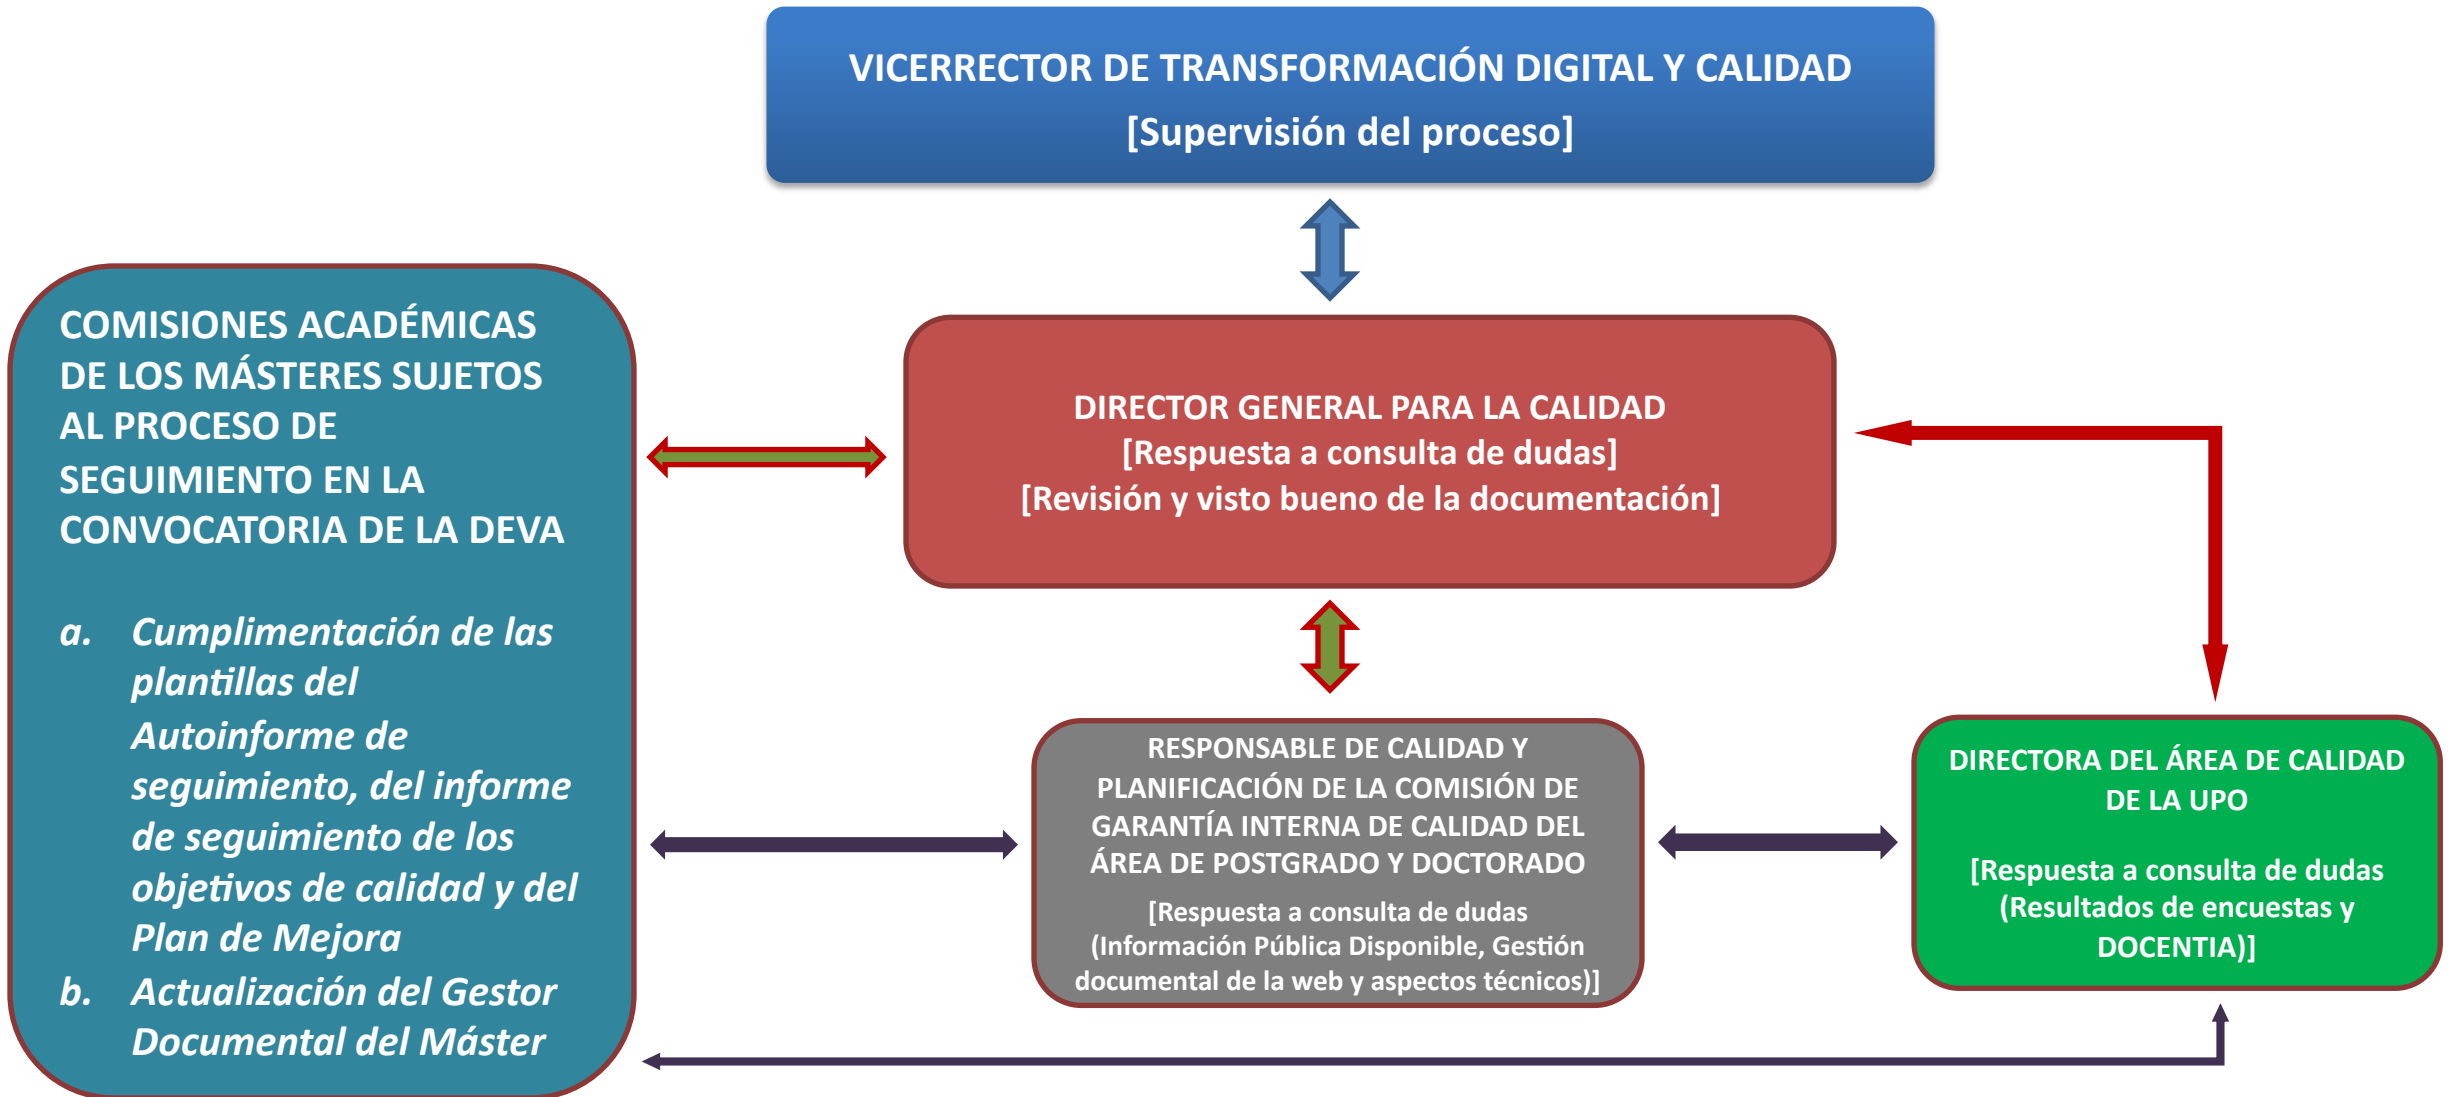 VICERRECTOR DE TRANSFORMACIÓN DIGITAL Y CALIDAD
[Supervisión del proceso]
COMISIONES ACADÉMICAS
DE LOS MÁSTERES SUJETOS
AL PROCESO DE
SEGUIMIENTO EN LA
CONVOCATORIA DE LA DEVA
a. Cumplimentación de las
plantillas del
Autoinforme de
seguimiento, del informe
de seguimiento de los
objetivos de calidad y del
Plan de Mejora
b. Actualización del Gestor
Documental del Máster
DIRECTOR GENERAL PARA LA CALIDAD
[Respuesta a consulta de dudas]
[Revisión y visto bueno de la documentación]
RESPONSABLE DE CALIDAD Y
PLANIFICACIÓN DE LA COMISIÓN DE
GARANTÍA INTERNA DE CALIDAD DEL
ÁREA DE POSTGRADO Y DOCTORADO
[Respuesta a consulta de dudas
(Información Pública Disponible, Gestión
documental de la web y aspectos técnicos)]
DIRECTORA DEL ÁREA DE CALIDAD
DE LA UPO
[Respuesta a consulta de dudas
(Resultados de encuestas y
DOCENTIA)]